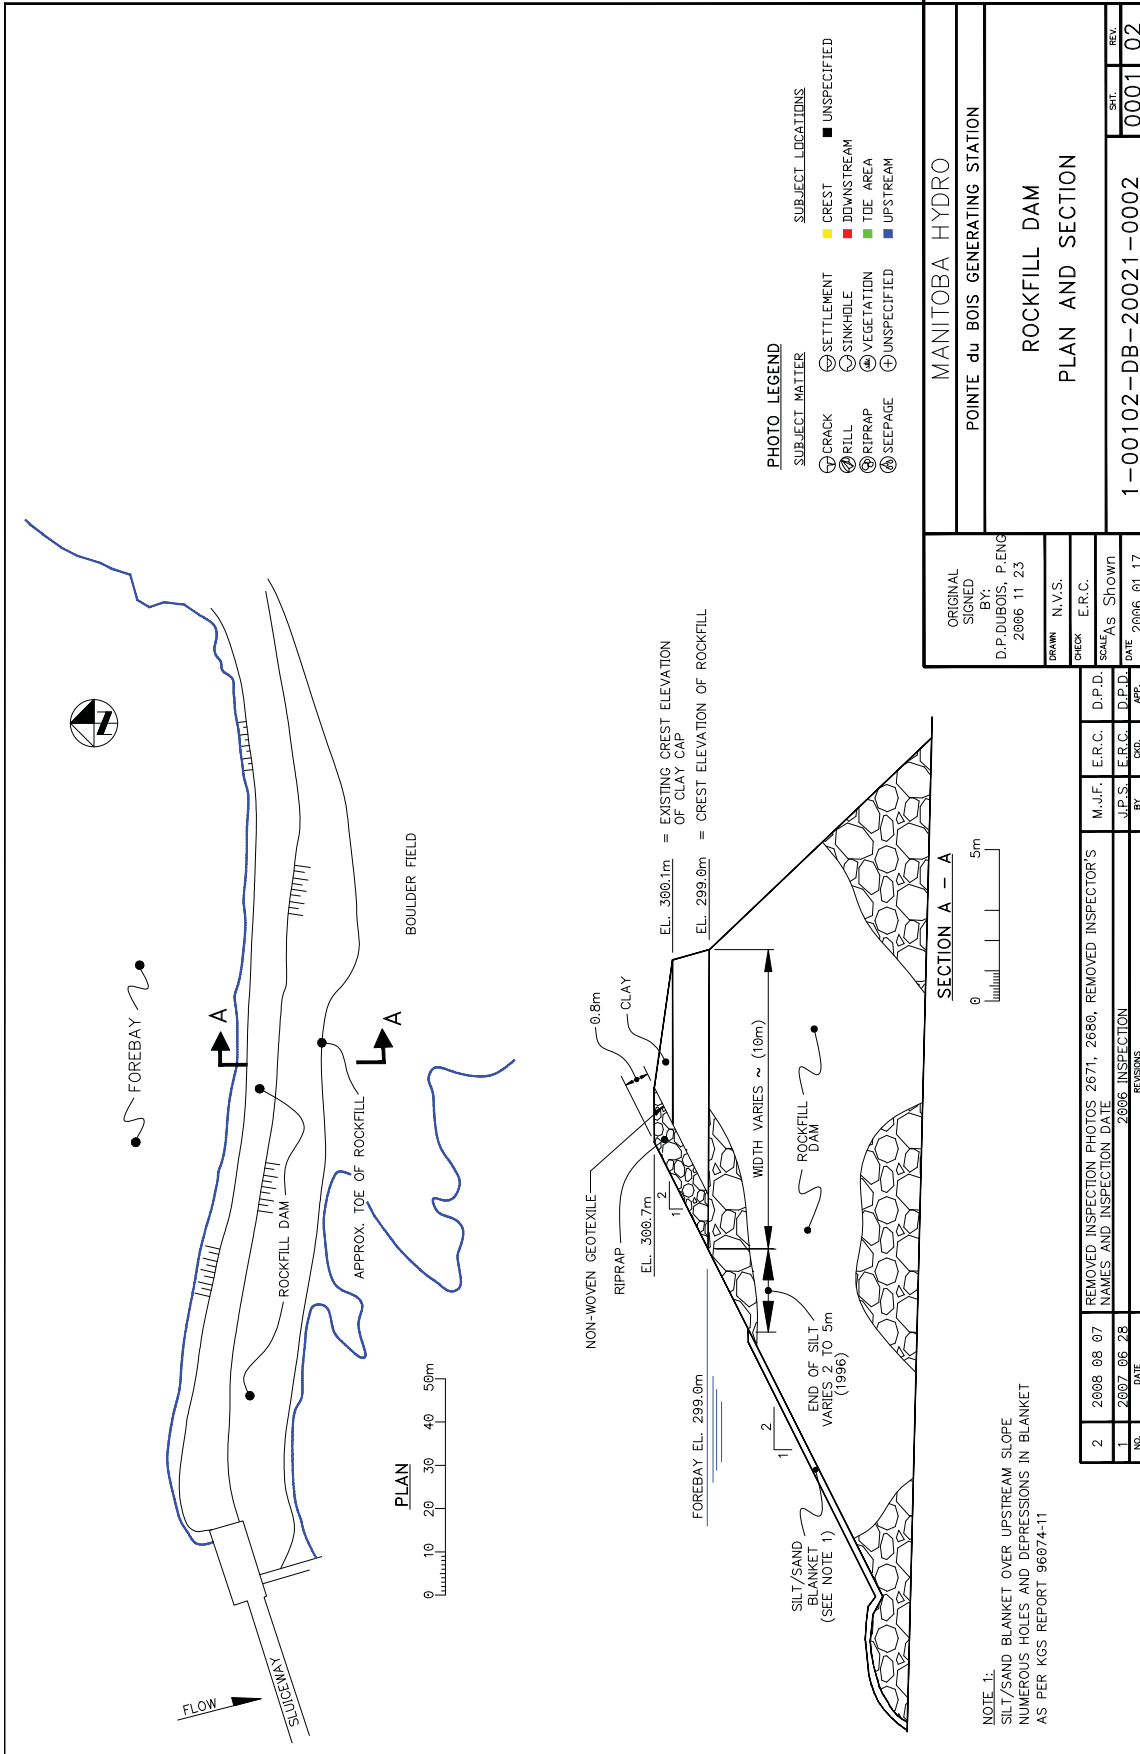 FOREBAY
A
A
ROCKFILL DAM
APPROX. TOE OF ROCKFILL
BOULDER FIELD
FLOW
SLUICEWAY
N
PLAN
0 10 20 30 40 50m
NON-WOVEN GEOTEXILE
RIPRAP
0.8m
CLAY
EL. 300.7m
2
1
EL. 300.1m = EXISTING CREST ELEVATION
OF CLAY CAP
EL. 299.0m = CREST ELEVATION OF ROCKFILL
FOREBAY EL. 299.0m
WIDTH VARIES ~ (10m)
ROCKFILL
DAM
END OF SILT
VARIES 2 TO 5m
(1996)
2
1
SILT/SAND
BLANKET
(SEE NOTE 1)
SECTION A - A
0 5m
NOTE 1:
SILT/SAND BLANKET OVER UPSTREAM SLOPE
NUMEROUS HOLES AND DEPRESSIONS IN BLANKET
AS PER KGS REPORT 96074-11
PHOTO LEGEND
SUBJECT MATTER SUBJECT LOCATIONS
CRACK SETTLEMENT CREST UNSPECIFIED
RILL SINKHOLE DOWNSTREAM
RIPRAP VEGETATION TOE AREA
SEEPAGE UNSPECIFIED UPSTREAM
2 2008 08 07 REMOVED INSPECTION PHOTOS 2671, 2680, REMOVED INSPECTOR'S M.J.F. E.R.C. D.P.D.
NAMES AND INSPECTION DATE
1 2007 06 28 2006 INSPECTION J.P.S. E.R.C. D.P.D.
NO. DATE REVISIONS BY CKD. APP.
ORIGINAL
SIGNED
BY:
D.P.DUBOIS, P.ENG
2006 11 23
DRAWN N.V.S.
CHECK E.R.C.
SCALE As Shown
DATE 2006 01 17
MANITOBA HYDRO
POINTE du BOIS GENERATING STATION
ROCKFILL DAM
PLAN AND SECTION
SHT. REV.
1-00102-DB-20021-0002 0001 02